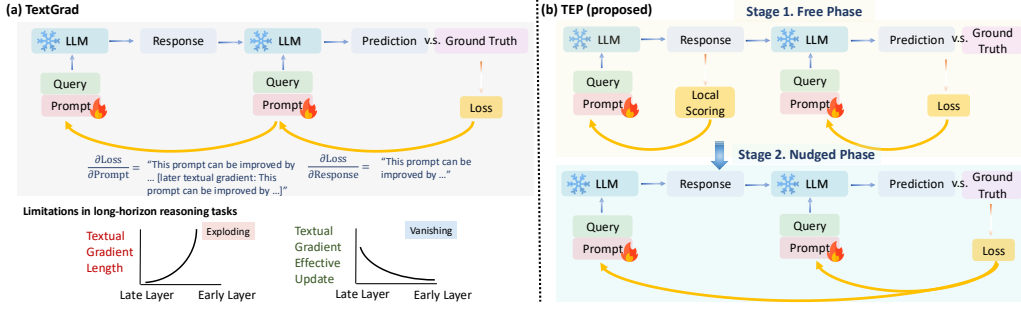 (a) TextGrad
LLM
Response
LLM
Prediction
v.s.
Ground Truth
Query
Prompt
Query
Prompt
Loss
∂Loss
∂Prompt
=
"This prompt can be improved by
... [later textual gradient: This
prompt can be improved by ...]"
∂Loss
∂Response
=
"This prompt can be
improved by ..."
Limitations in long-horizon reasoning tasks
Textual
Gradient
Length
Exploding
Late Layer
Early Layer
Textual
Gradient
Effective
Update
Vanishing
Late Layer
Early Layer
(b) TEP (proposed)
Stage 1. Free Phase
LLM
Response
LLM
Prediction
v.s.
Ground
Truth
Query
Prompt
Local
Scoring
Query
Prompt
Loss
Stage 2. Nudged Phase
LLM
Response
LLM
Prediction
v.s.
Ground
Truth
Query
Prompt
Query
Prompt
Loss